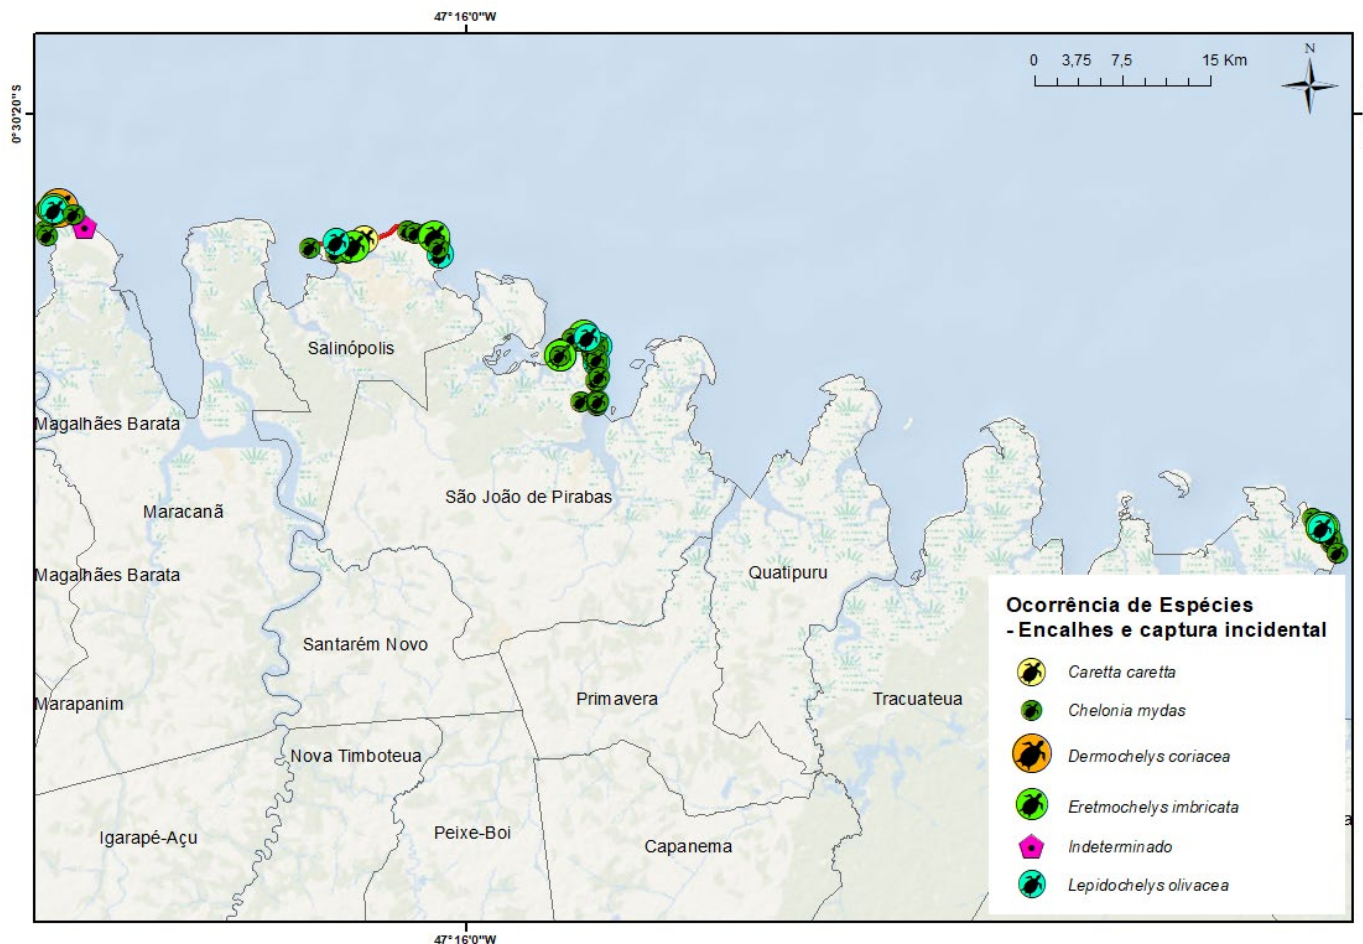 47°16'0"W
0 3,75 7,5 15 Km
N
0°30'20"S
Salinópolis
Magalhães Barata
São João de Pirabas
Maracanã
Magalhães Barata
Quatipuru
Ocorrência de Espécies
- Encalhes e captura incidental
Santarém Novo
Caretta caretta
Marapanim
Primavera
Tracuateua
Chelonia mydas
Nova Timboteua
Dermochelys coriacea
Eretmochelys imbricata
Igarapé-Açu
Peixe-Boi
Capanema
a
Indeterminado
Lepidochelys olivacea
47°16'0"W